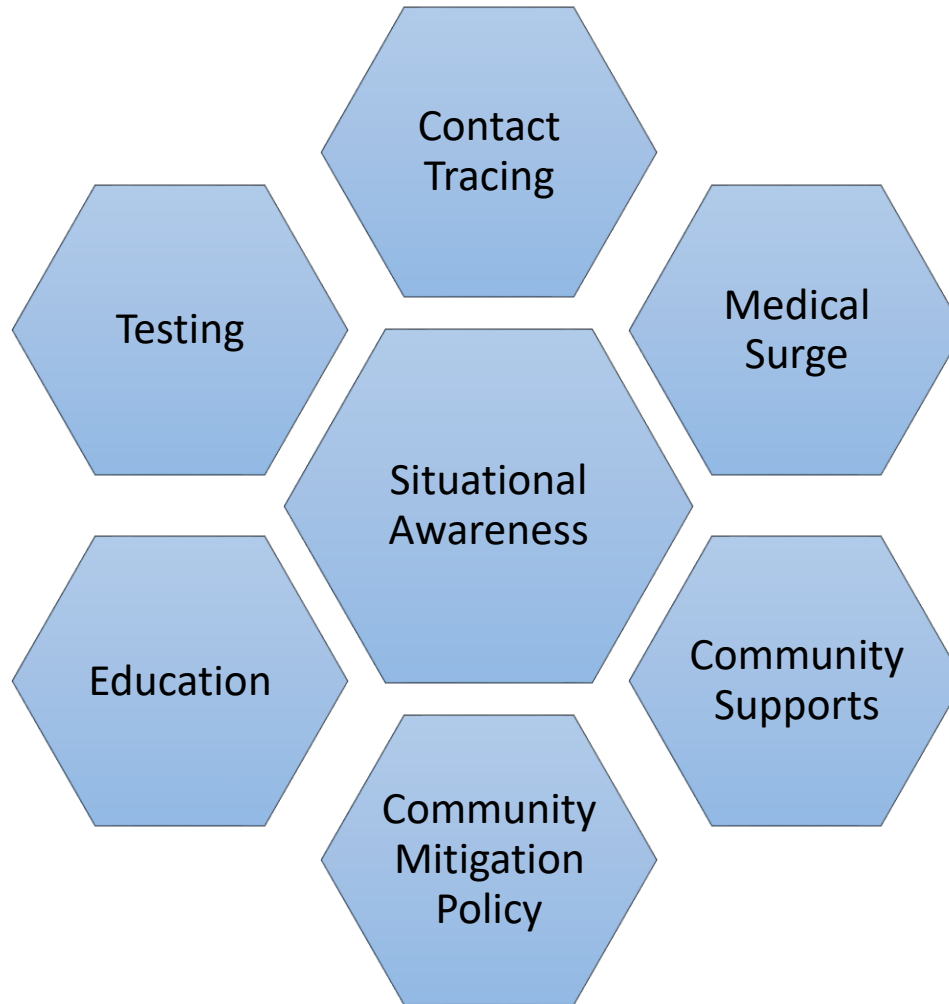 Contact
Tracing
Testing
Medical
Surge
Situational
Awareness
Education
Community
Supports
Community
Mitigation
Policy